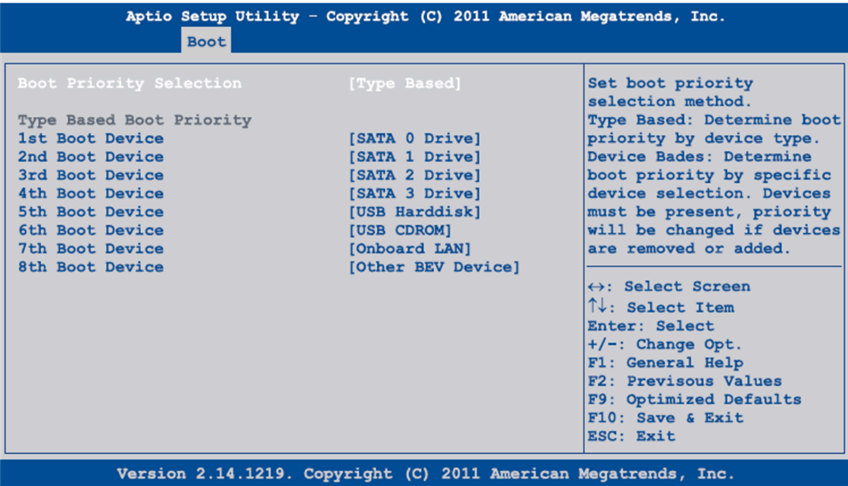 Aptio Setup Utility – Copyright (C) 2011 American Megatrends, Inc.
Boot
Boot Priority Selection [Type Based]
Type Based Boot Priority
1st Boot Device [SATA 0 Drive]
2nd Boot Device [SATA 1 Drive]
3rd Boot Device [SATA 2 Drive]
4th Boot Device [SATA 3 Drive]
5th Boot Device [USB Harddisk]
6th Boot Device [USB CDROM]
7th Boot Device [Onboard LAN]
8th Boot Device [Other BEV Device]
Set boot priority
selection method.
Type Based: Determine boot
priority by device type.
Device Bades: Determine
boot priority by specific
device selection. Devices
must be present, priority
will be changed if devices
are removed or added.
↔: Select Screen
↑↓: Select Item
Enter: Select
+/-: Change Opt.
F1: General Help
F2: Previsous Values
F9: Optimized Defaults
F10: Save & Exit
ESC: Exit
Version 2.14.1219. Copyright (C) 2011 American Megatrends, Inc.